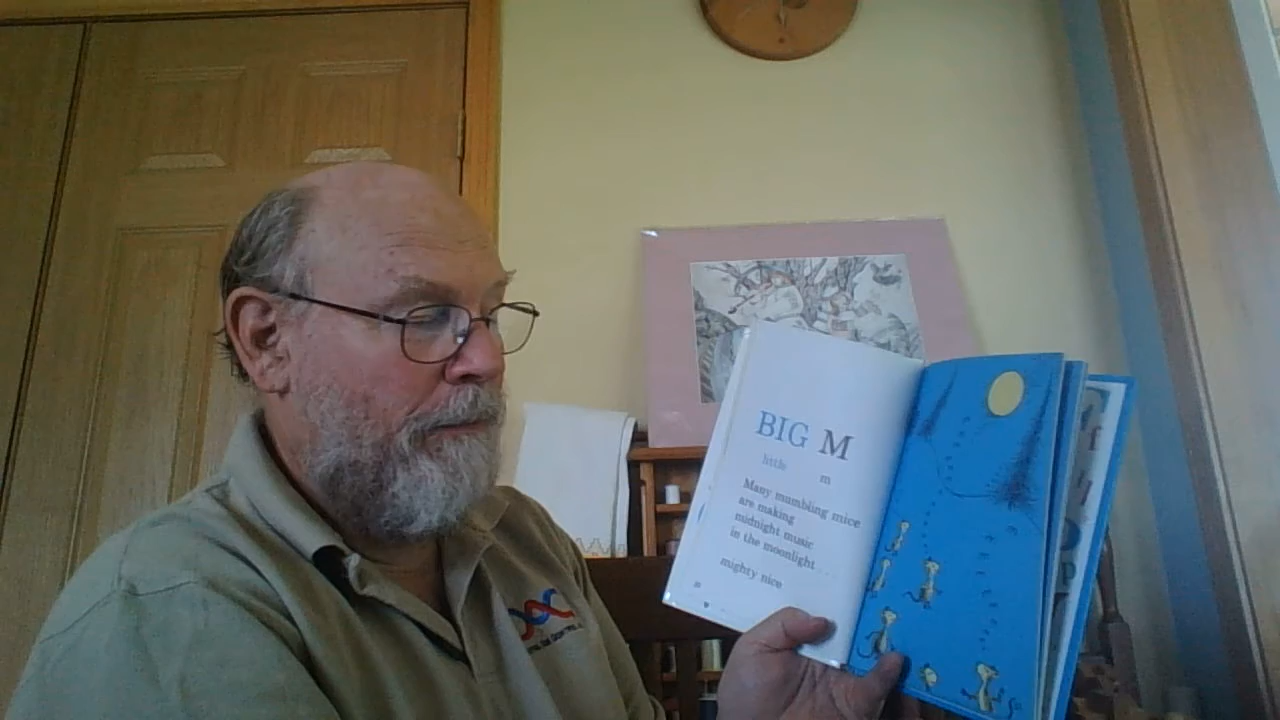 BIG M
little m
Many mumbling mice
are making
midnight music
in the moonlight . . .
mighty nice